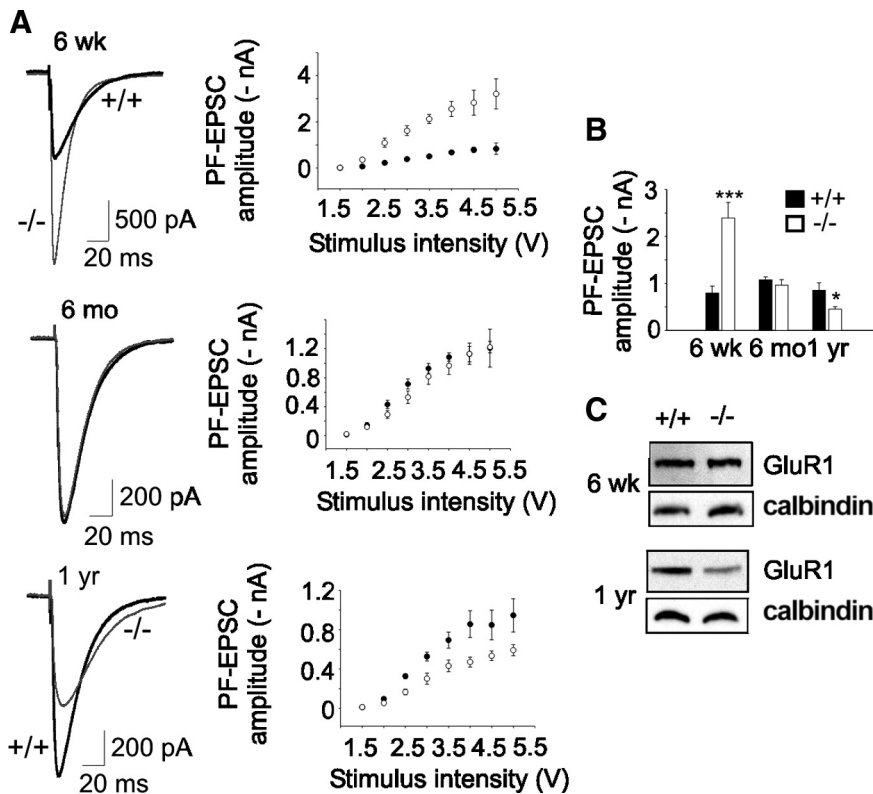 A
6 wk
+/+
-/-
500 pA
20 ms
PF-EPSC
amplitude (- nA)
4
2
0
1.5 2.5 3.5 4.5 5.5
Stimulus intensity (V)
6 mo
200 pA
20 ms
PF-EPSC
amplitude (- nA)
1.2
0.8
0.4
0
1.5 2.5 3.5 4.5 5.5
Stimulus intensity (V)
1 yr
-/-
+/+
200 pA
20 ms
PF-EPSC
amplitude (- nA)
1.2
0.8
0.4
0
1.5 2.5 3.5 4.5 5.5
Stimulus intensity (V)
B
PF-EPSC
amplitude (- nA)
3
2
1
0
***
*
+/+
-/-
6 wk 6 mo 1 yr
C
+/+ -/-
6 wk
GluR1
calbindin
1 yr
GluR1
calbindin